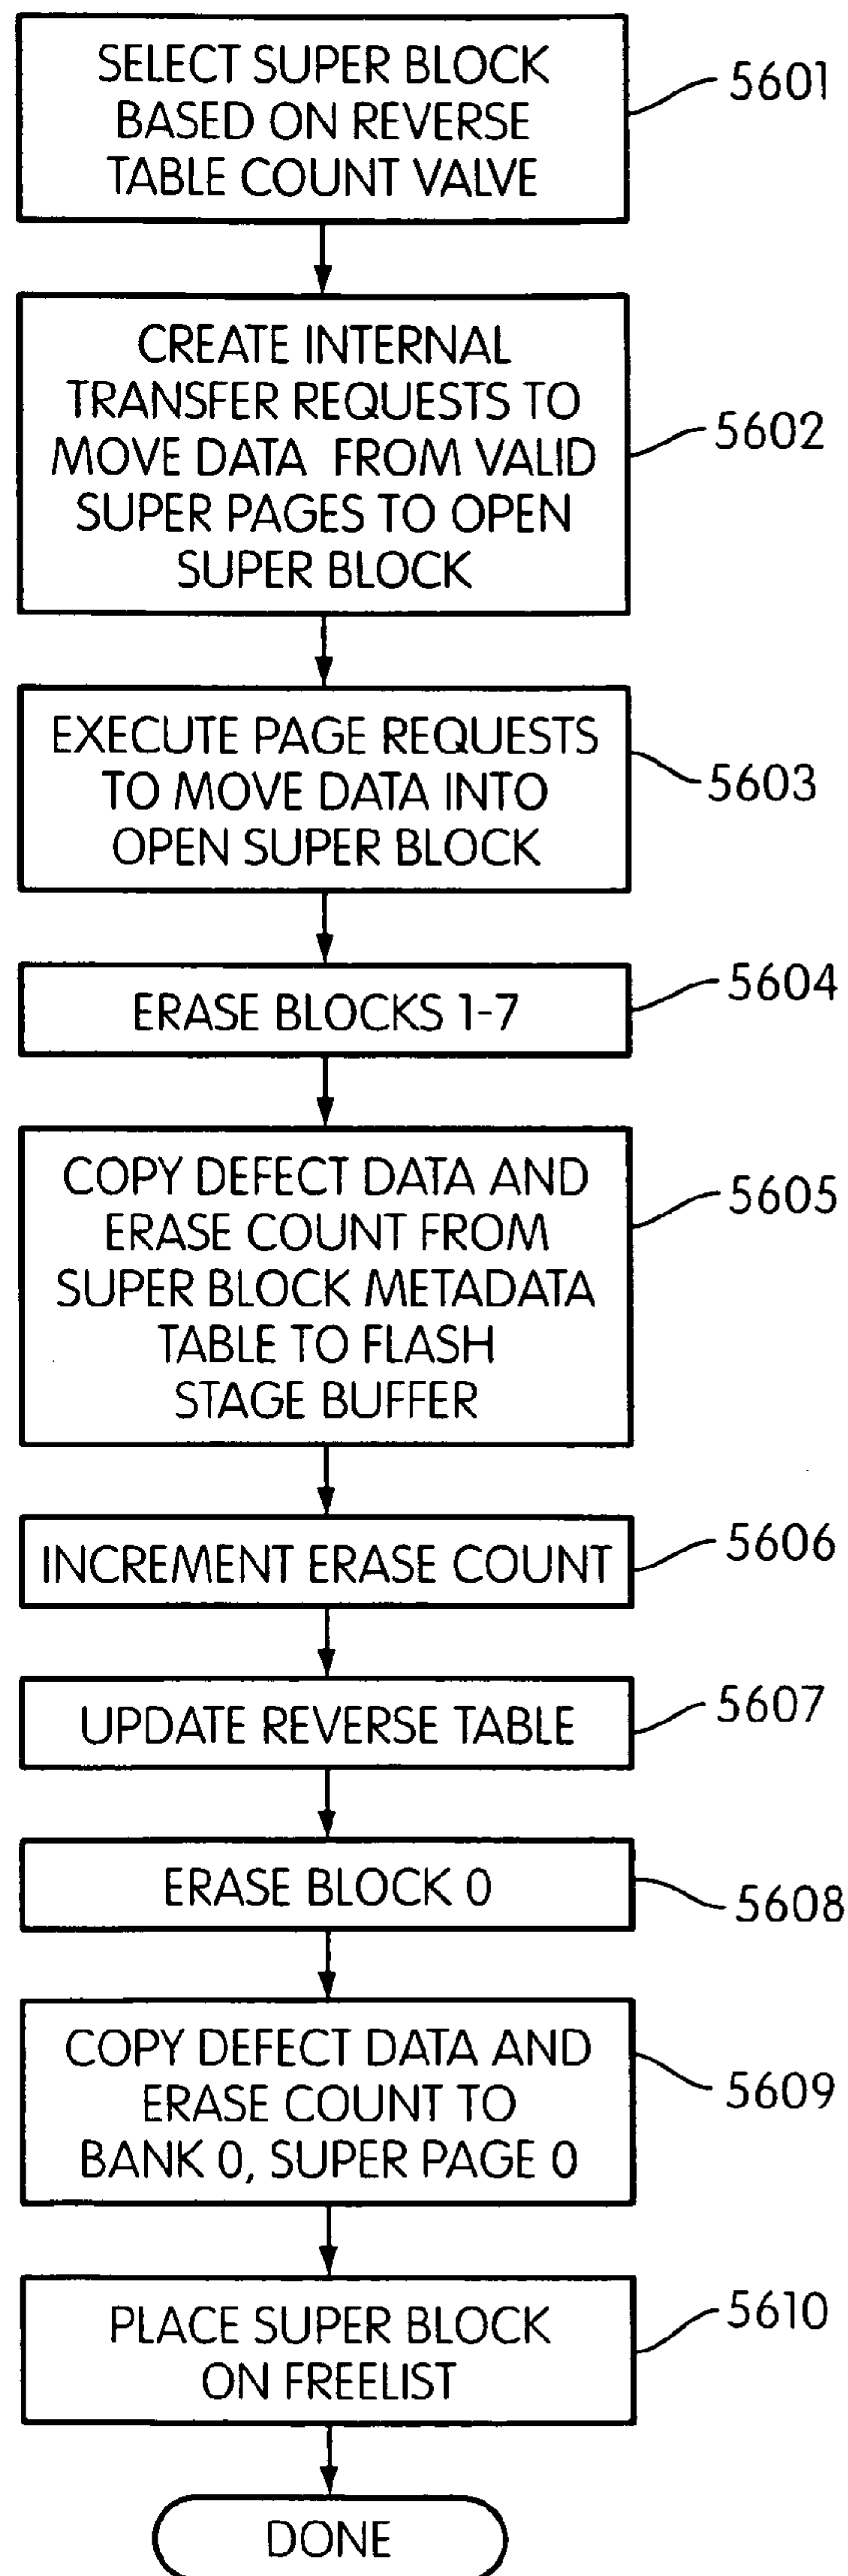 SELECT SUPER BLOCK
BASED ON REVERSE
TABLE COUNT VALVE
5601
CREATE INTERNAL
TRANSFER REQUESTS TO
MOVE DATA FROM VALID
SUPER PAGES TO OPEN
SUPER BLOCK
5602
EXECUTE PAGE REQUESTS
TO MOVE DATA INTO
OPEN SUPER BLOCK
5603
ERASE BLOCKS 1-7
5604
COPY DEFECT DATA AND
ERASE COUNT FROM
SUPER BLOCK METADATA
TABLE TO FLASH
STAGE BUFFER
5605
INCREMENT ERASE COUNT
5606
UPDATE REVERSE TABLE
5607
ERASE BLOCK 0
5608
COPY DEFECT DATA AND
ERASE COUNT TO
BANK 0, SUPER PAGE 0
5609
PLACE SUPER BLOCK
ON FREELIST
5610
DONE